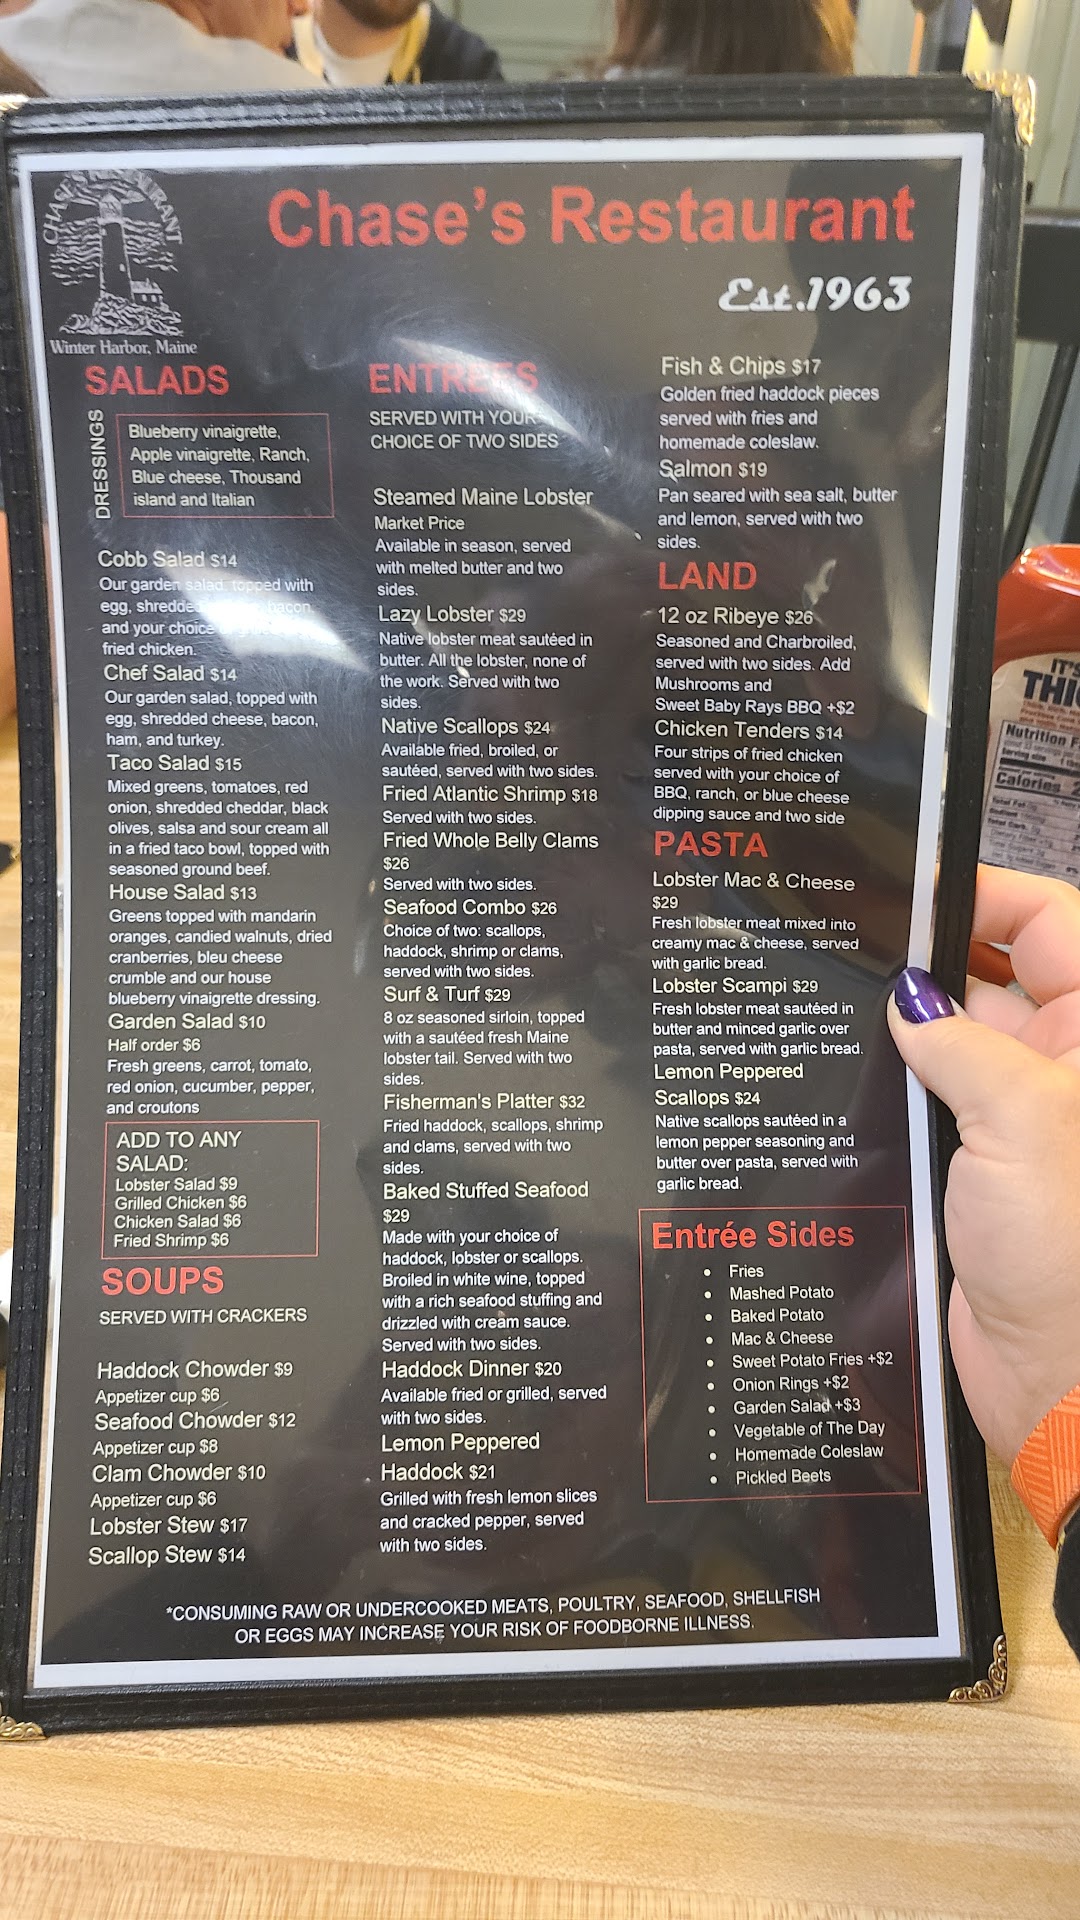 CHASE'S RESTAURANT
Winter Harbor, Maine
Chase's Restaurant
Est.1963
SALADS
DRESSINGS
Blueberry vinaigrette,
Apple vinaigrette, Ranch,
Blue cheese, Thousand
island and Italian
Cobb Salad $14
Our garden salad, topped with
egg, shredded bacon,
and your choice
fried chicken.
Chef Salad $14
Our garden salad, topped with
egg, shredded cheese, bacon,
ham, and turkey.
Taco Salad $15
Mixed greens, tomatoes, red
onion, shredded cheddar, black
olives, salsa and sour cream all
in a fried taco bowl, topped with
seasoned ground beef.
House Salad $13
Greens topped with mandarin
oranges, candied walnuts, dried
cranberries, bleu cheese
crumble and our house
blueberry vinaigrette dressing.
Garden Salad $10
Half order $6
Fresh greens, carrot, tomato,
red onion, cucumber, pepper,
and croutons
ADD TO ANY
SALAD:
Lobster Salad $9
Grilled Chicken $6
Chicken Salad $6
Fried Shrimp $6
SOUPS
SERVED WITH CRACKERS
Haddock Chowder $9
Appetizer cup $6
Seafood Chowder $12
Appetizer cup $8
Clam Chowder $10
Appetizer cup $6
Lobster Stew $17
Scallop Stew $14
ENTREES
SERVED WITH YOUR
CHOICE OF TWO SIDES
Steamed Maine Lobster
Market Price
Available in season, served
with melted butter and two
sides.
Lazy Lobster $29
Native lobster meat sautéed in
butter. All the lobster, none of
the work. Served with two
sides.
Native Scallops $24
Available fried, broiled, or
sautéed, served with two sides.
Fried Atlantic Shrimp $18
Served with two sides.
Fried Whole Belly Clams
$26
Served with two sides.
Seafood Combo $26
Choice of two: scallops,
haddock, shrimp or clams,
served with two sides.
Surf & Turf $29
8 oz seasoned sirloin, topped
with a sautéed fresh Maine
lobster tail. Served with two
sides.
Fisherman's Platter $32
Fried haddock, scallops, shrimp
and clams, served with two
sides.
Baked Stuffed Seafood
$29
Made with your choice of
haddock, lobster or scallops.
Broiled in white wine, topped
with a rich seafood stuffing and
drizzled with cream sauce.
Served with two sides.
Haddock Dinner $20
Available fried or grilled, served
with two sides.
Lemon Peppered
Haddock $21
Grilled with fresh lemon slices
and cracked pepper, served
with two sides.
Fish & Chips $17
Golden fried haddock pieces
served with fries and
homemade coleslaw.
Salmon $19
Pan seared with sea salt, butter
and lemon, served with two
sides.
LAND
12 oz Ribeye $26
Seasoned and Charbroiled,
served with two sides. Add
Mushrooms and
Sweet Baby Rays BBQ +$2
Chicken Tenders $14
Four strips of fried chicken
served with your choice of
BBQ, ranch, or blue cheese
dipping sauce and two side
PASTA
Lobster Mac & Cheese
$29
Fresh lobster meat mixed into
creamy mac & cheese, served
with garlic bread.
Lobster Scampi $29
Fresh lobster meat sautéed in
butter and minced garlic over
pasta, served with garlic bread.
Lemon Peppered
Scallops $24
Native scallops sautéed in a
lemon pepper seasoning and
butter over pasta, served with
garlic bread.
Entrée Sides
• Fries
• Mashed Potato
• Baked Potato
• Mac & Cheese
• Sweet Potato Fries +$2
• Onion Rings +$2
• Garden Salad +$3
• Vegetable of The Day
• Homemade Coleslaw
• Pickled Beets
*CONSUMING RAW OR UNDERCOOKED MEATS, POULTRY, SEAFOOD, SHELLFISH
OR EGGS MAY INCREASE YOUR RISK OF FOODBORNE ILLNESS.
IT'S
Nutrition
Calories